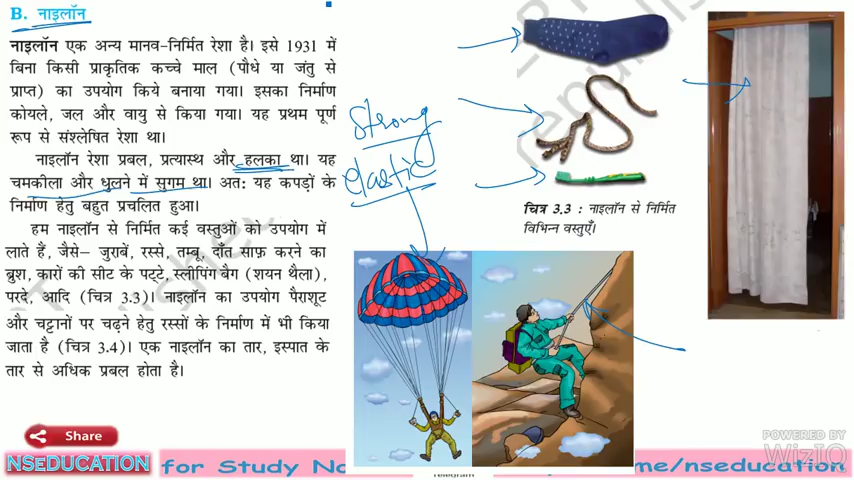 B. नाइलॉन
नाइलॉन एक अन्य मानव-निर्मित रेशा है। इसे 1931 में
बिना किसी प्राकृतिक कच्चे माल (पौधे या जंतु से
प्राप्त) का उपयोग किये बनाया गया। इसका निर्माण
कोयले, जल और वायु से किया गया। यह प्रथम पूर्ण
रूप से संश्लेषित रेशा था।
नाइलॉन रेशा प्रबल, प्रत्यास्थ और हलका था। यह
चमकीला और धुलने में सुगम था। अत: यह कपड़ों के
निर्माण हेतु बहुत प्रचलित हुआ।
हम नाइलॉन से निर्मित कई वस्तुओं को उपयोग में
लाते हैं, जैसे– जुराबें, रस्से, तम्बू, दाँत साफ़ करने का
ब्रुश, कारों की सीट के पट्टे, स्लीपिंग बैग (शयन थैला),
परदे, आदि (चित्र 3.3)। नाइलॉन का उपयोग पैराशूट
और चट्टानों पर चढ़ने हेतु रस्सों के निर्माण में भी किया
जाता है (चित्र 3.4)। एक नाइलॉन का तार, इस्पात के
तार से अधिक प्रबल होता है।
strong
elastic
चित्र 3.3 : नाइलॉन से निर्मित
विभिन्न वस्तुएँ।
Share
NSEDUCATION
for Study No
me/nseducation
POWERED BY
WizIQ